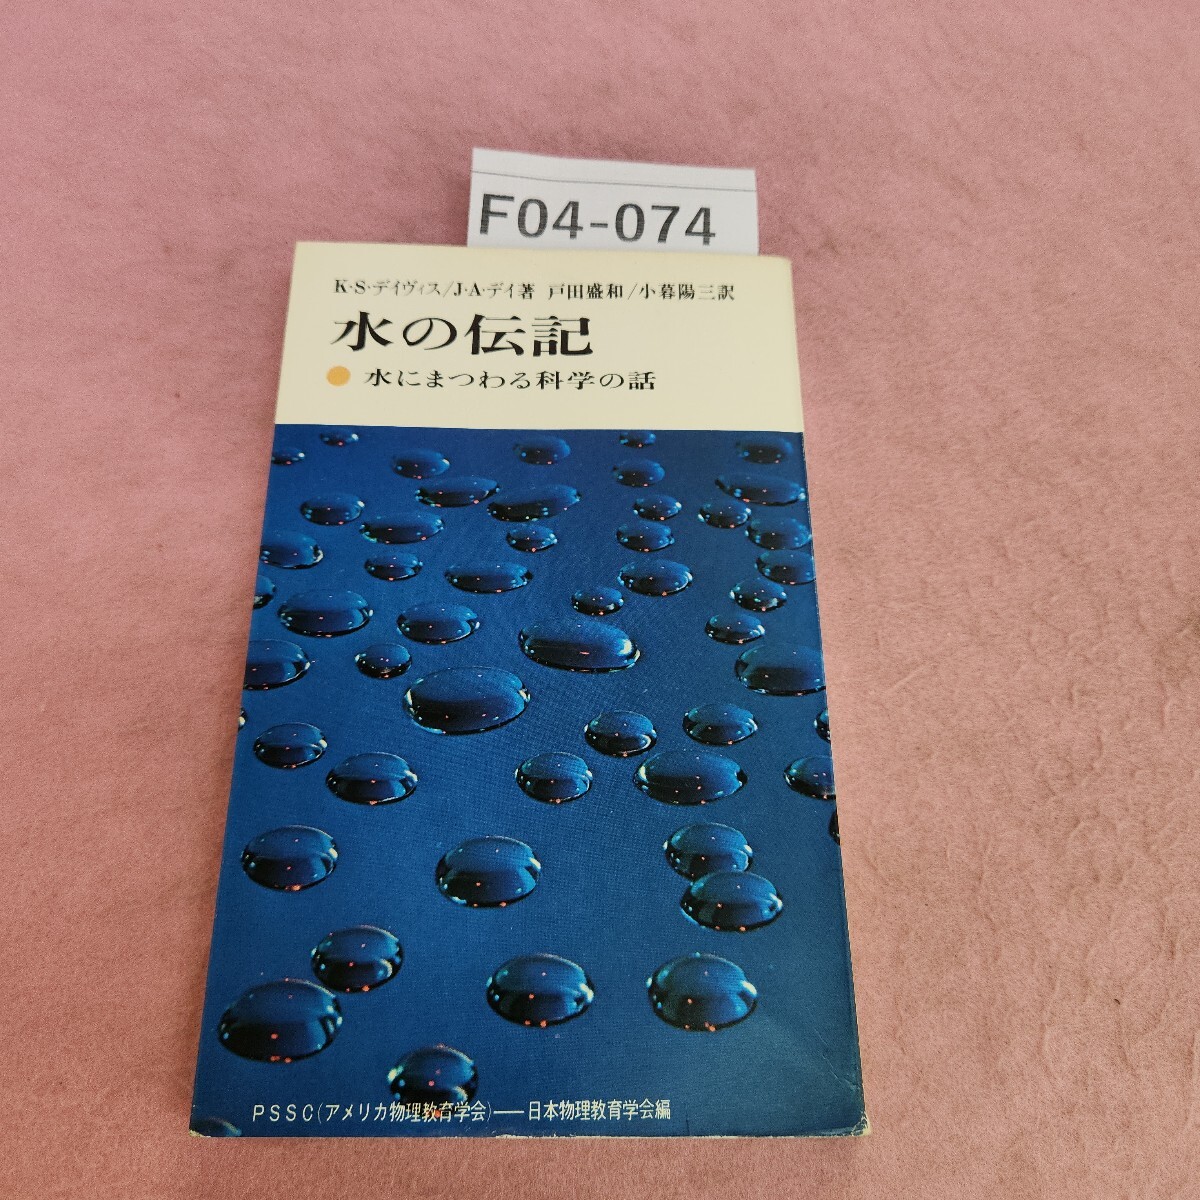 F04-074
K・S・デイヴィス/J・A・デイ著 戸田盛和/小暮陽三訳
水の伝記
● 水にまつわる科学の話
PSSC(アメリカ物理教育学会)——日本物理教育学会編